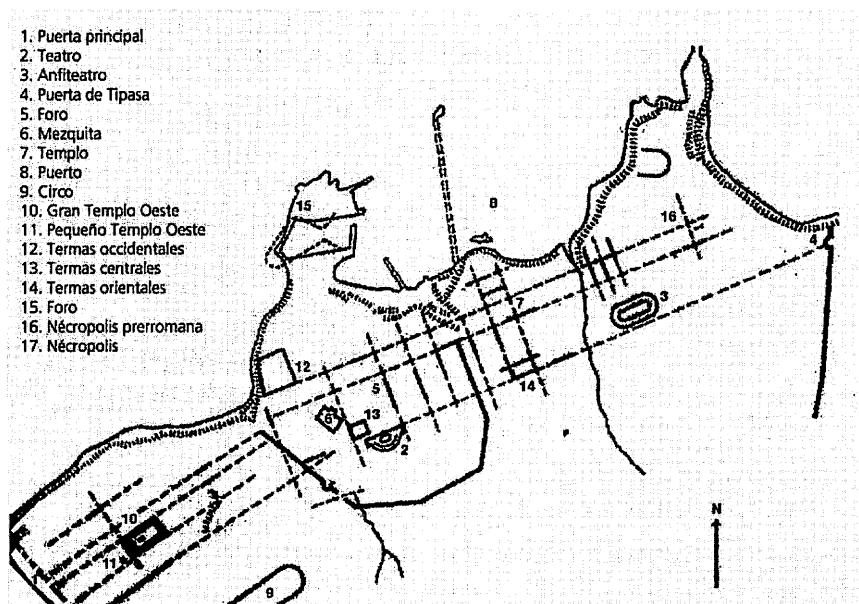 1. Puerta principal
2. Teatro
3. Anfiteatro
4. Puerta de Tipasa
5. Foro
6. Mezquita
7. Templo
8. Puerto
9. Circo
10. Gran Templo Oeste
11. Pequeño Templo Oeste
12. Termas occidentales
13. Termas centrales
14. Termas orientales
15. Foro
16. Nécropolis prerromana
17. Nécropolis
15
8
16
4
7
3
12
5
14
6
13
2
N
10
11
9